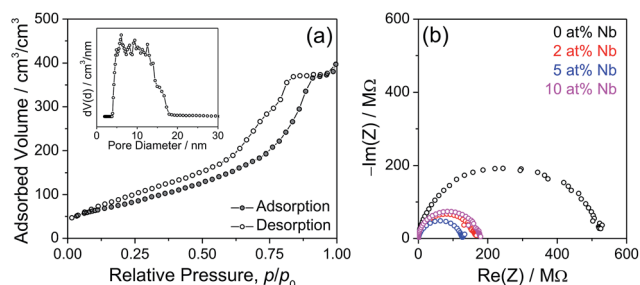 (a)
Adsorbed Volume / cm³/cm³
500
400
300
200
100
0
0.00 0.25 0.50 0.75 1.00
Relative Pressure, p/p₀
dV(d) / cm³/nm
0 10 20 30
Pore Diameter / nm
Adsorption
Desorption
(b)
0 at% Nb
2 at% Nb
5 at% Nb
10 at% Nb
–Im(Z) / MΩ
600
400
200
0
0 200 400 600
Re(Z) / MΩ